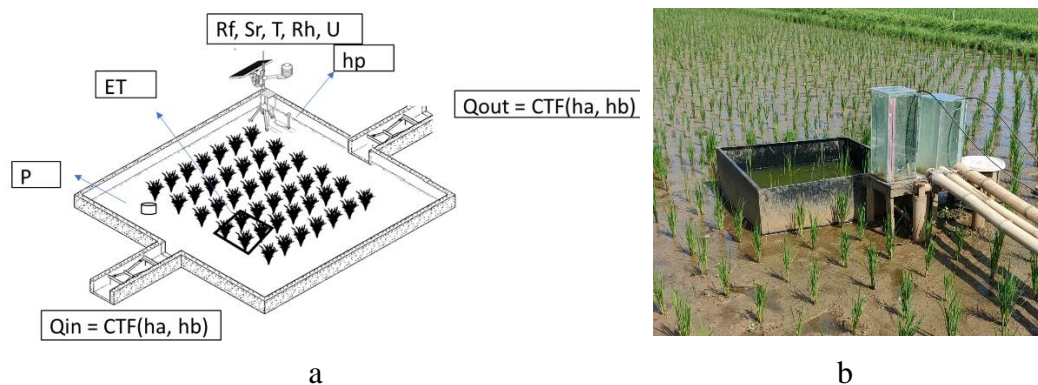 Rf, Sr, T, Rh, U
hp
ET
Qout = CTF(ha, hb)
P
Qin = CTF(ha, hb)
a
b